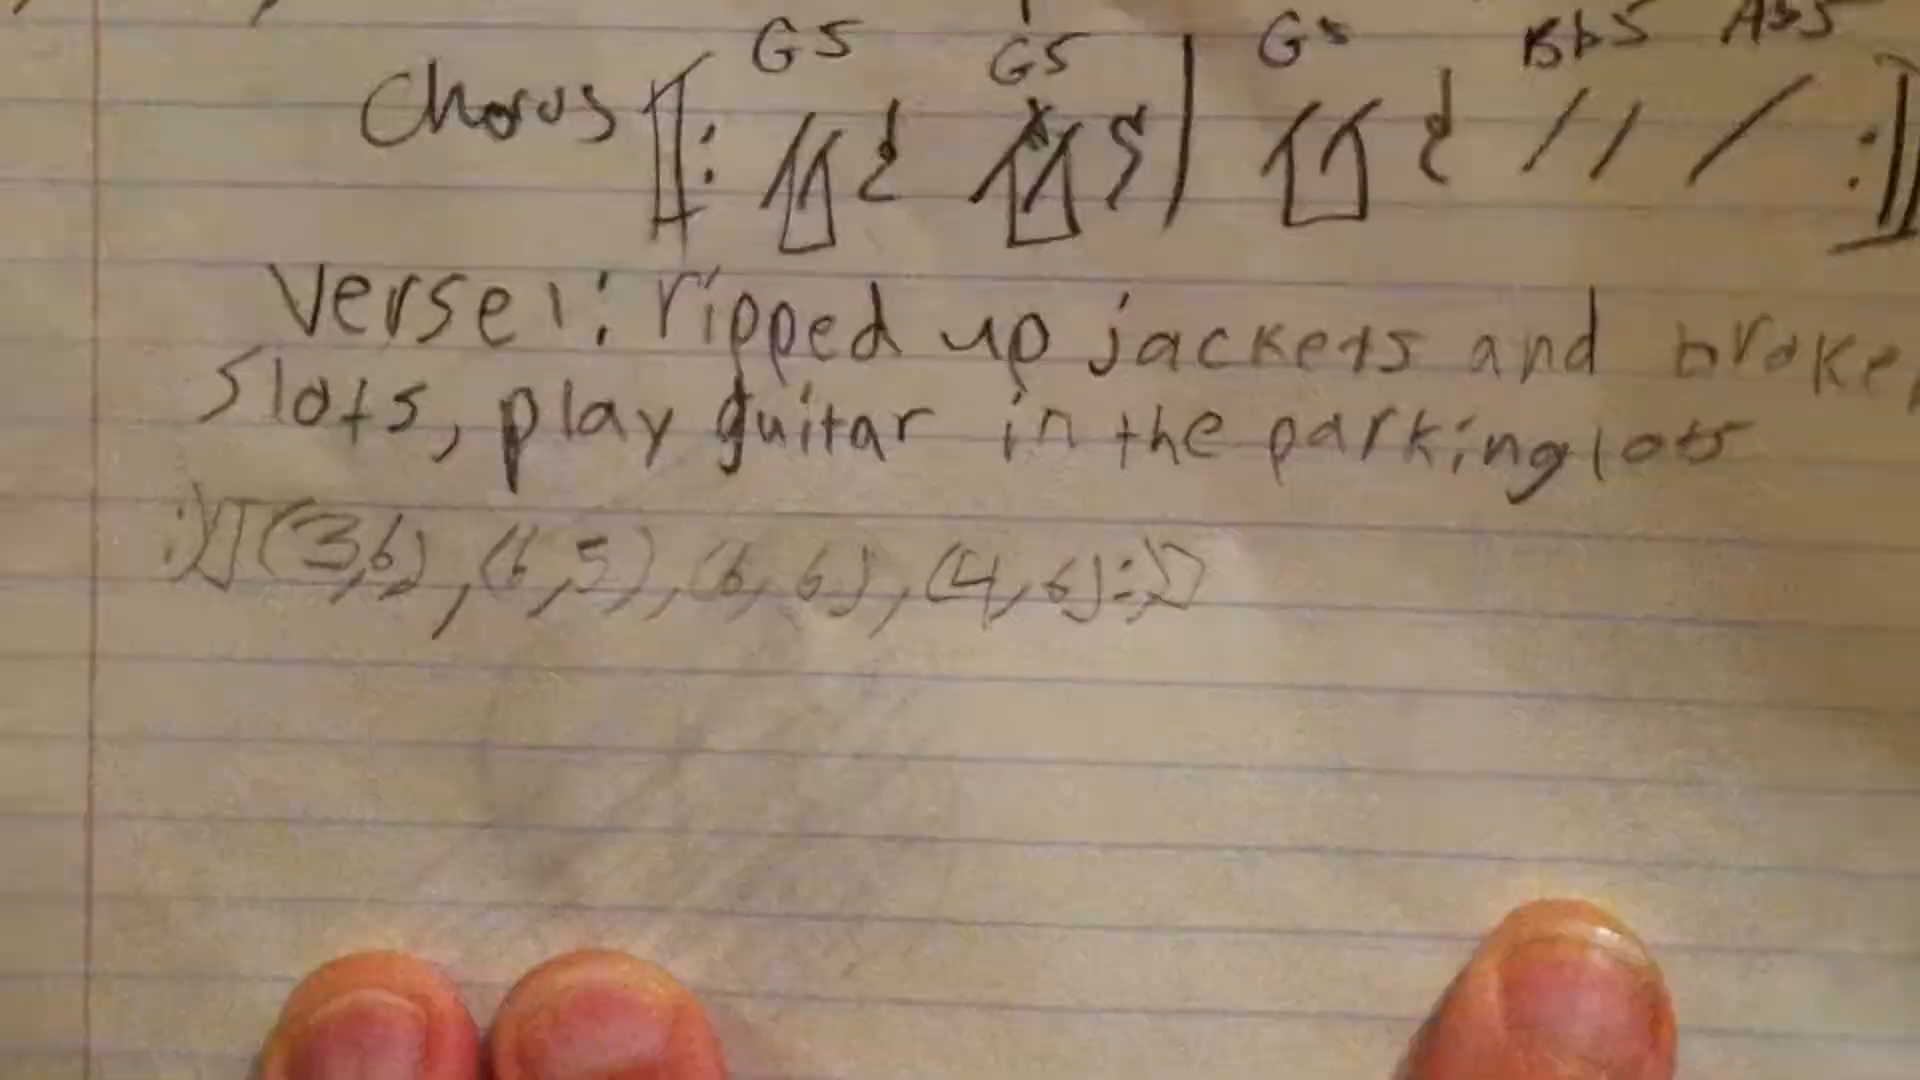 G5 G5 G5 Bb5 Ab5
Chorus
Verse 1: ripped up jackets and broken
Slots, play guitar in the parking lots
(3,6), (6,5), (6,6), (4,6)